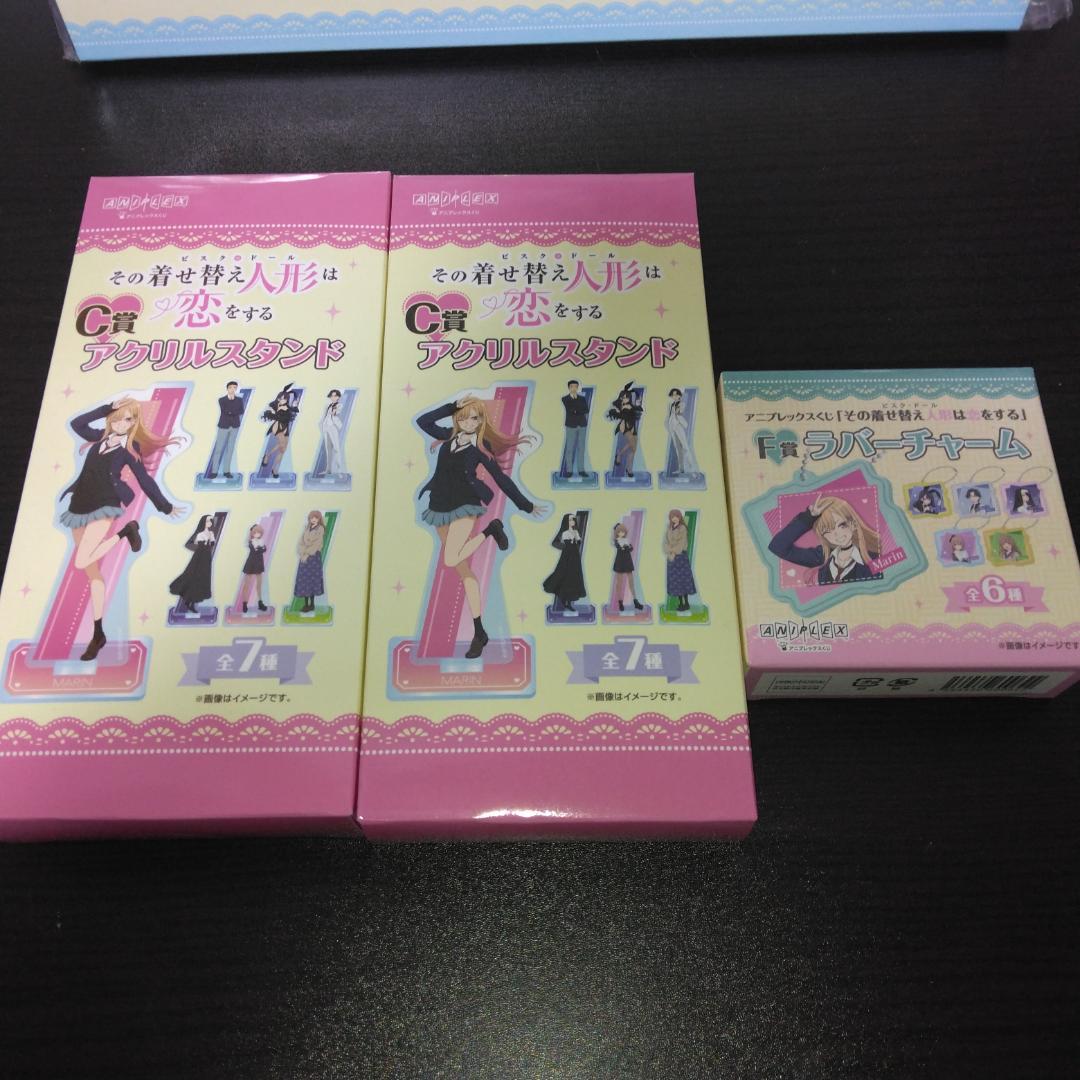 ANIPLEX
アニプレックスくじ
ビスク・ドール
その着せ替え人形は
恋をする
C賞
アクリルスタンド
MARIN
全7種
※画像はイメージです。
ANIPLEX
アニプレックスくじ
ビスク・ドール
その着せ替え人形は
恋をする
C賞
アクリルスタンド
MARIN
全7種
※画像はイメージです。
ビスク・ドール
アニプレックスくじ「その着せ替え人形は恋をする」
F賞 ラバーチャーム
Marin
全6種
ANIPLEX
アニプレックスくじ
※画像はイメージです